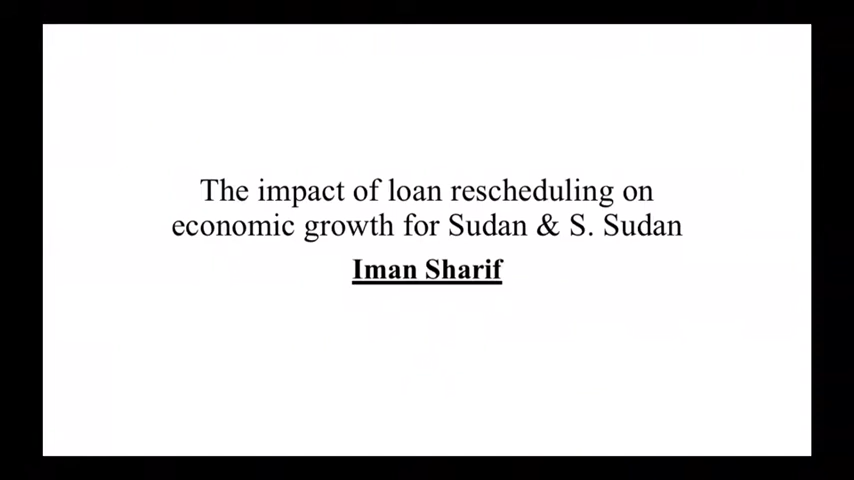 The impact of loan rescheduling on
economic growth for Sudan & S. Sudan
Iman Sharif